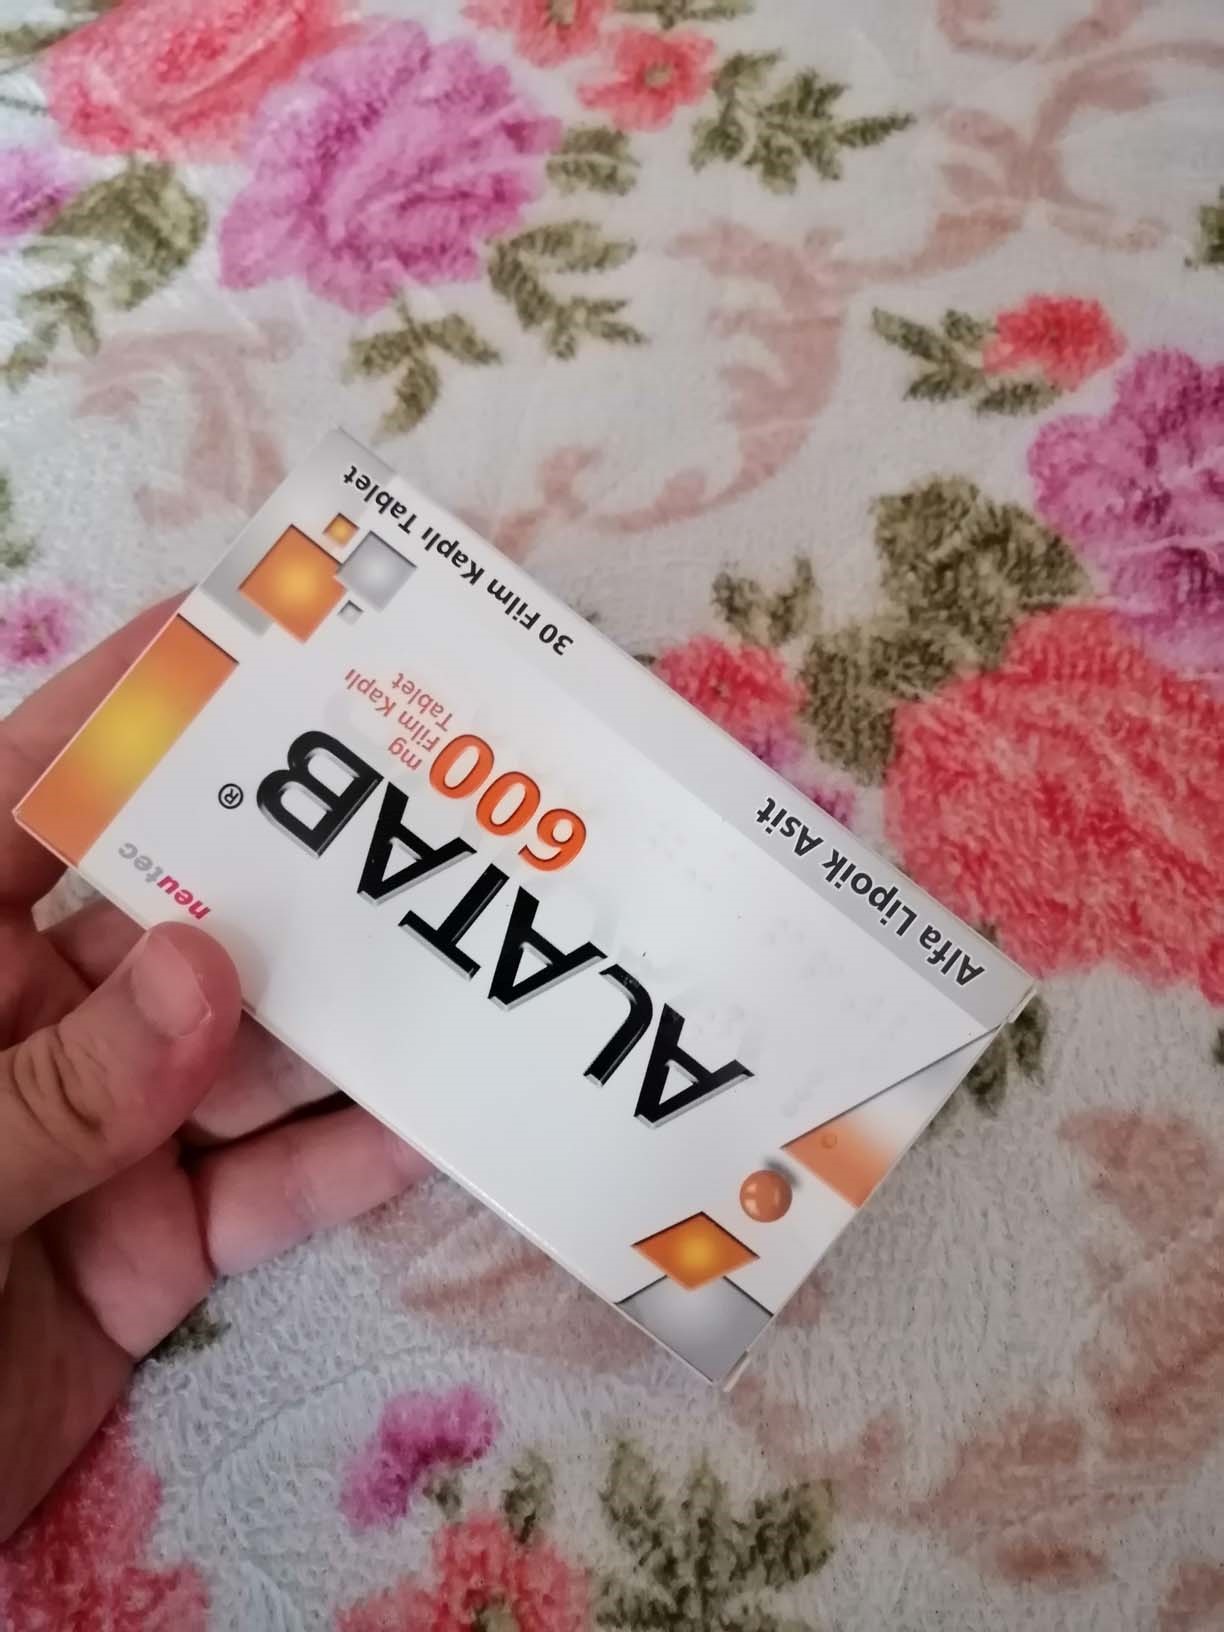 ALATAB®
600 mg Film Kaplı
Tablet
neutec
Alfa Lipoik Asit
30 Film Kaplı Tablet